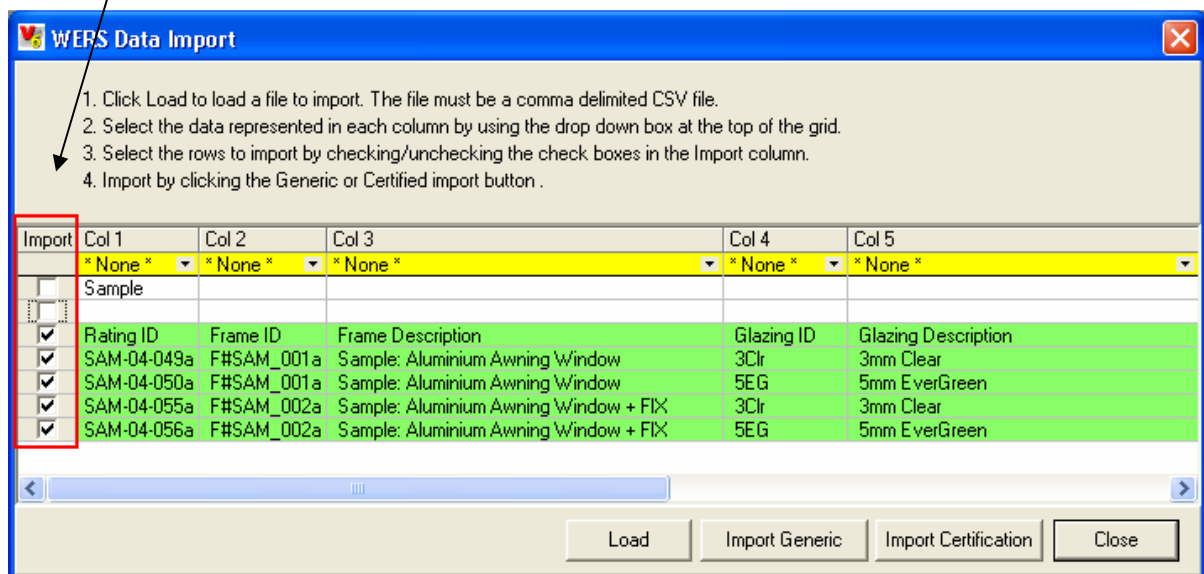 WERS Data Import
1. Click Load to load a file to import. The file must be a comma delimited CSV file.
2. Select the data represented in each column by using the drop down box at the top of the grid.
3. Select the rows to import by checking/unchecking the check boxes in the Import column.
4. Import by clicking the Generic or Certified import button .
Import Col 1 Col 2 Col 3 Col 4 Col 5
* None * * None * * None * * None * * None *
Sample
Rating ID Frame ID Frame Description Glazing ID Glazing Description
SAM-04-049a F#SAM_001a Sample: Aluminium Awning Window 3Clr 3mm Clear
SAM-04-050a F#SAM_001a Sample: Aluminium Awning Window 5EG 5mm EverGreen
SAM-04-055a F#SAM_002a Sample: Aluminium Awning Window + FIX 3Clr 3mm Clear
SAM-04-056a F#SAM_002a Sample: Aluminium Awning Window + FIX 5EG 5mm EverGreen
Load Import Generic Import Certification Close